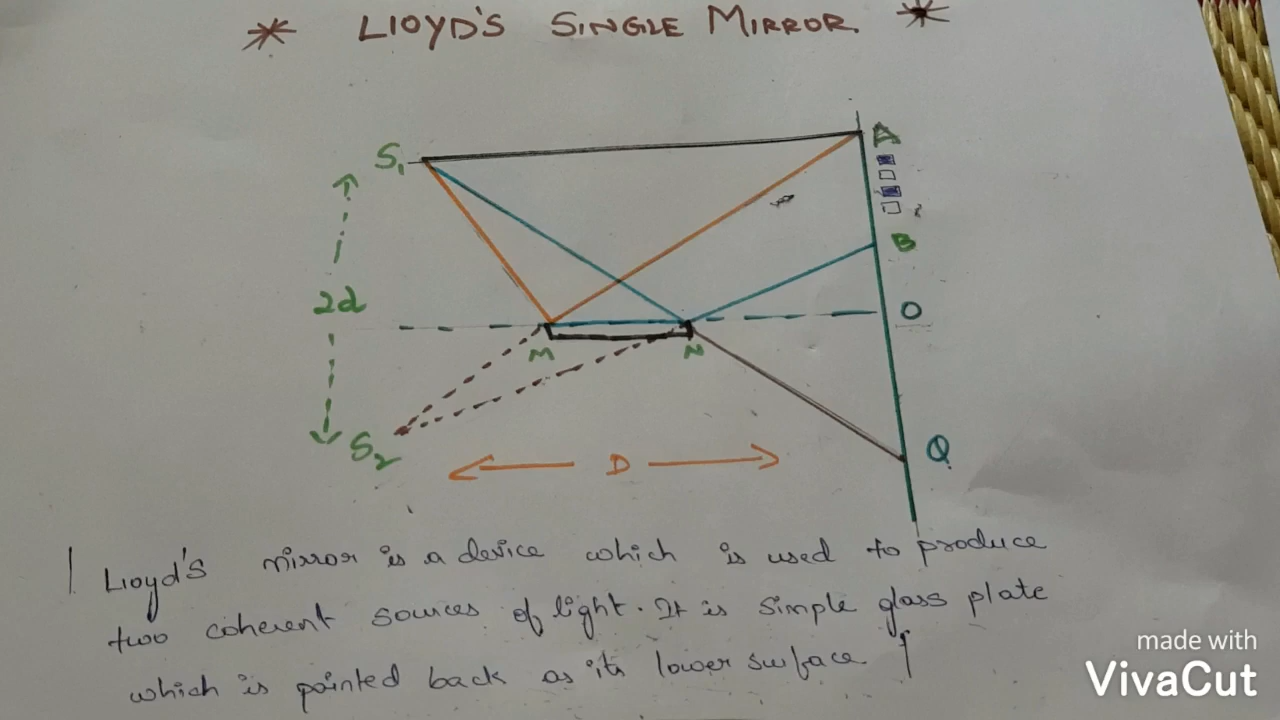 * LLOYD'S SINGLE MIRROR. *
S₁
A
B
2d
O
M
N
S₂
D
Q
Lloyd's mirror is a device which is used to produce
two coherent sources of light. It is simple glass plate
which is painted back as its lower surface.
made with
VivaCut